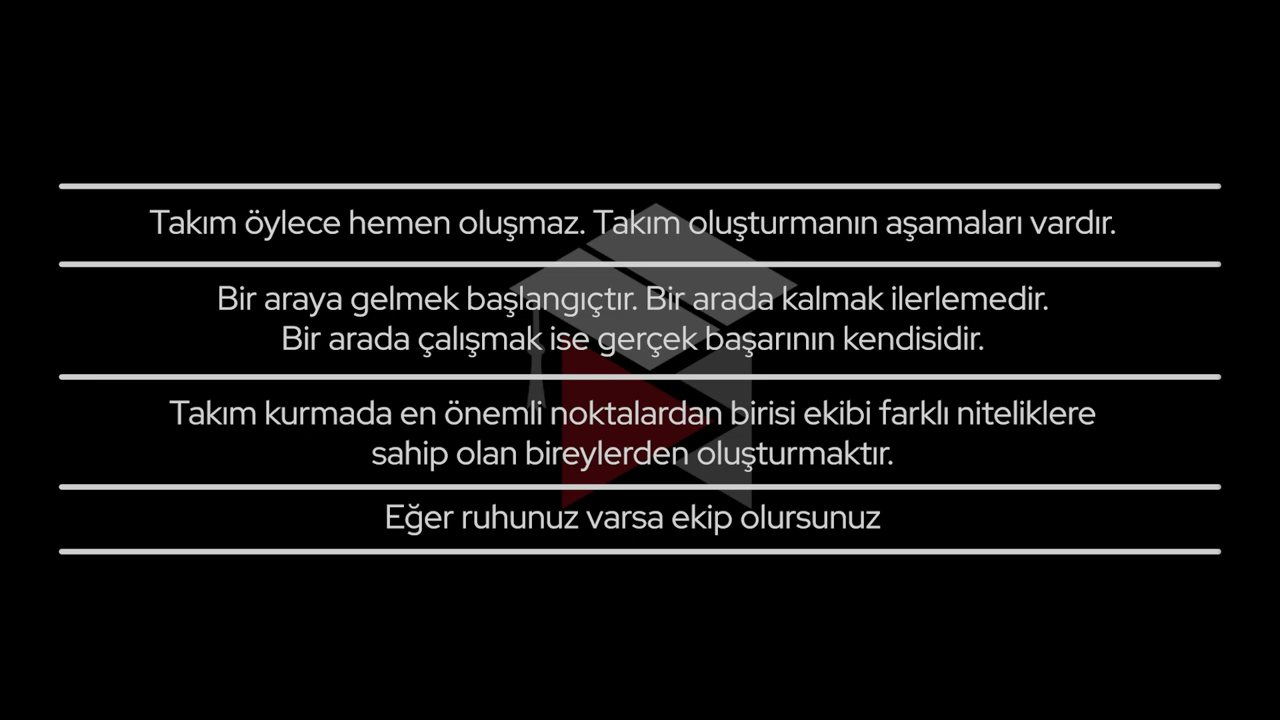 Takım öylece hemen oluşmaz. Takım oluşturmanın aşamaları vardır.
Bir araya gelmek başlangıçtır. Bir arada kalmak ilerlemedir.
Bir arada çalışmak ise gerçek başarının kendisidir.
Takım kurmada en önemli noktalardan birisi ekibi farklı niteliklere
sahip olan bireylerden oluşturmaktır.
Eğer ruhunuz varsa ekip olursunuz